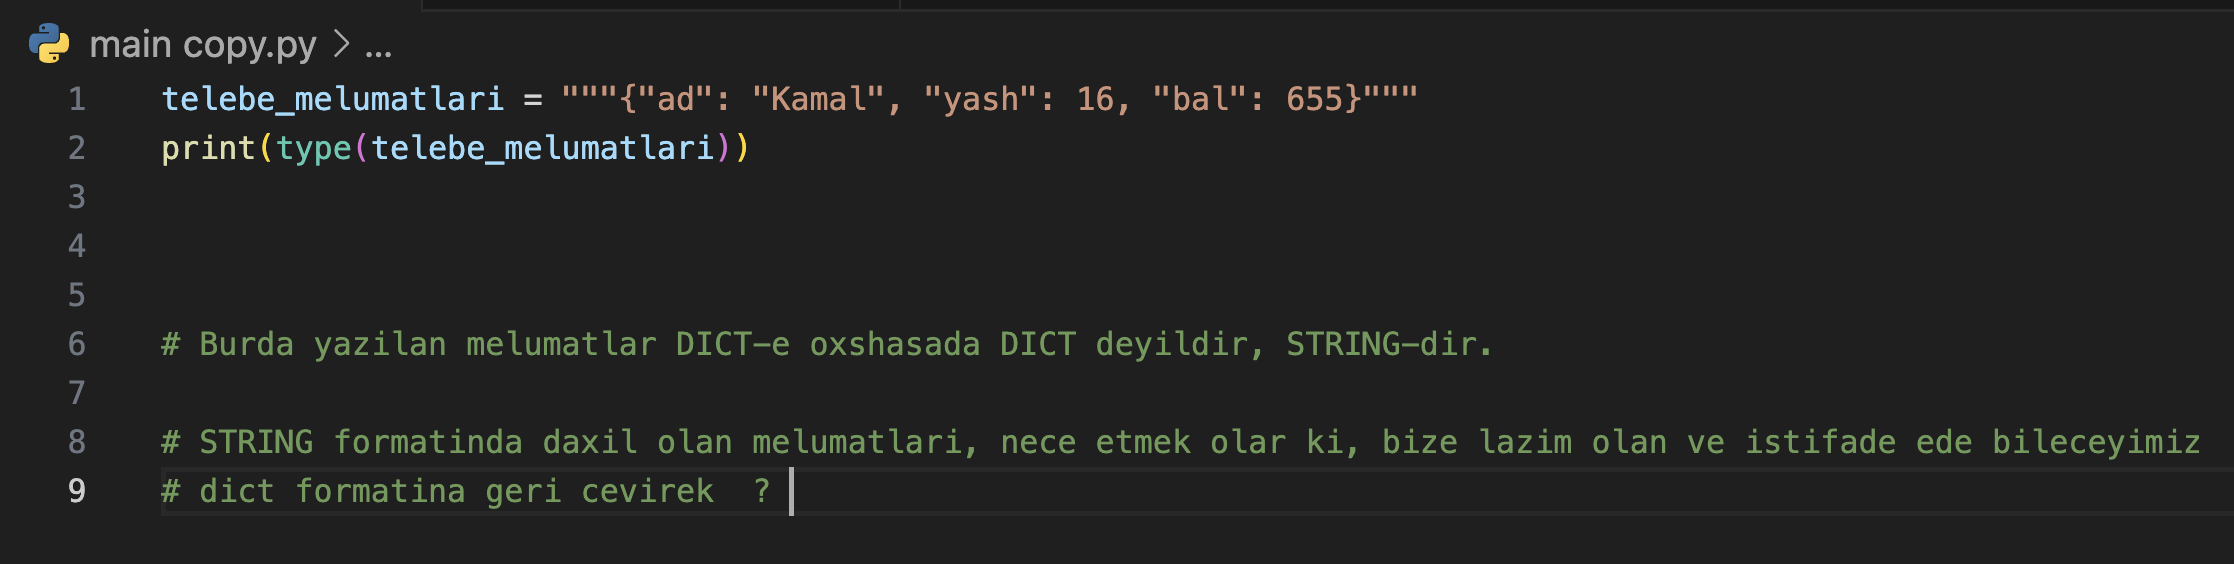 main copy.py > ...
1 telebe_melumatlari = """{"ad": "Kamal", "yash": 16, "bal": 655}"""
2 print(type(telebe_melumatlari))
3
4
5
6 # Burda yazilan melumatlar DICT-e oxshasada DICT deyildir, STRING-dir.
7
8 # STRING formatinda daxil olan melumatlari, nece etmek olar ki, bize lazim olan ve istifade ede bileceyimiz
9 # dict formatina geri cevirek  ?